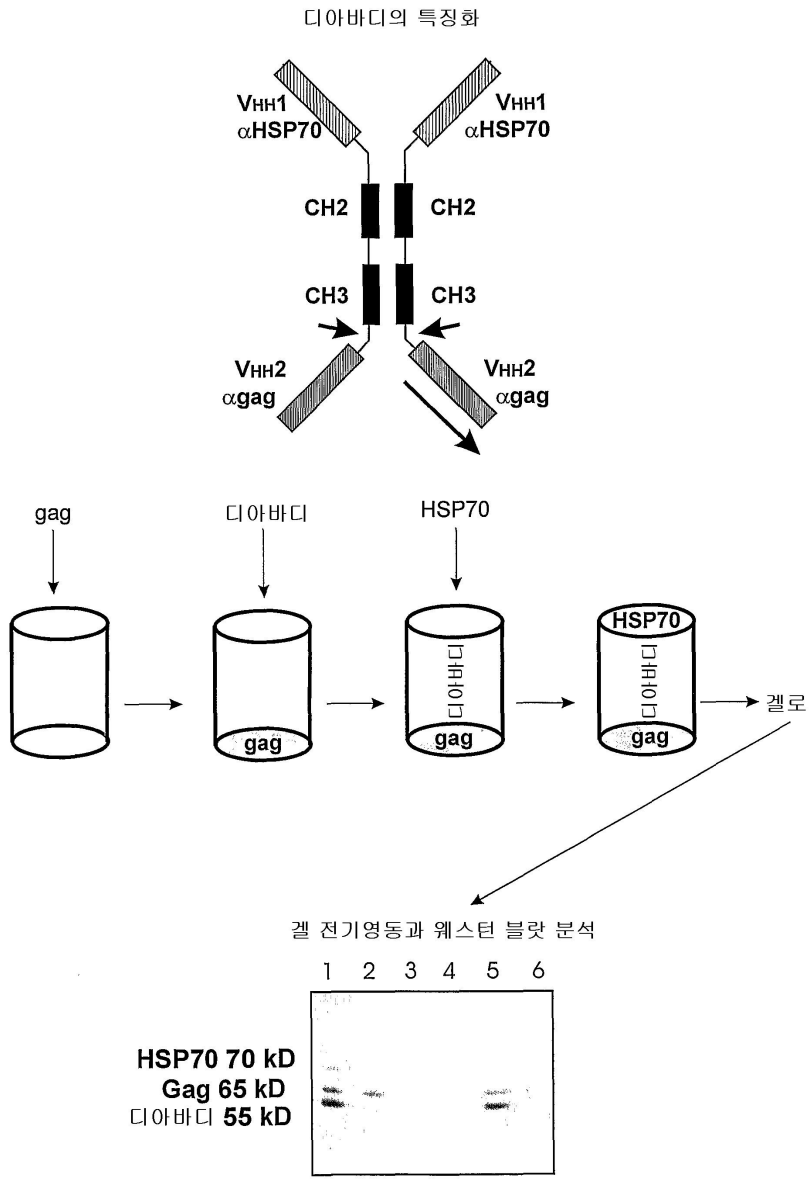 디아바디의 특징화
VHH1 VHH1
αHSP70 αHSP70
CH2 CH2
CH3 CH3
VHH2 VHH2
αgag αgag
gag 디아바디 HSP70
HSP70
디아바디 디아바디
gag gag gag
겔로
겔 전기영동과 웨스턴 블랏 분석
1 2 3 4 5 6
HSP70 70 kD
Gag 65 kD
디아바디 55 kD